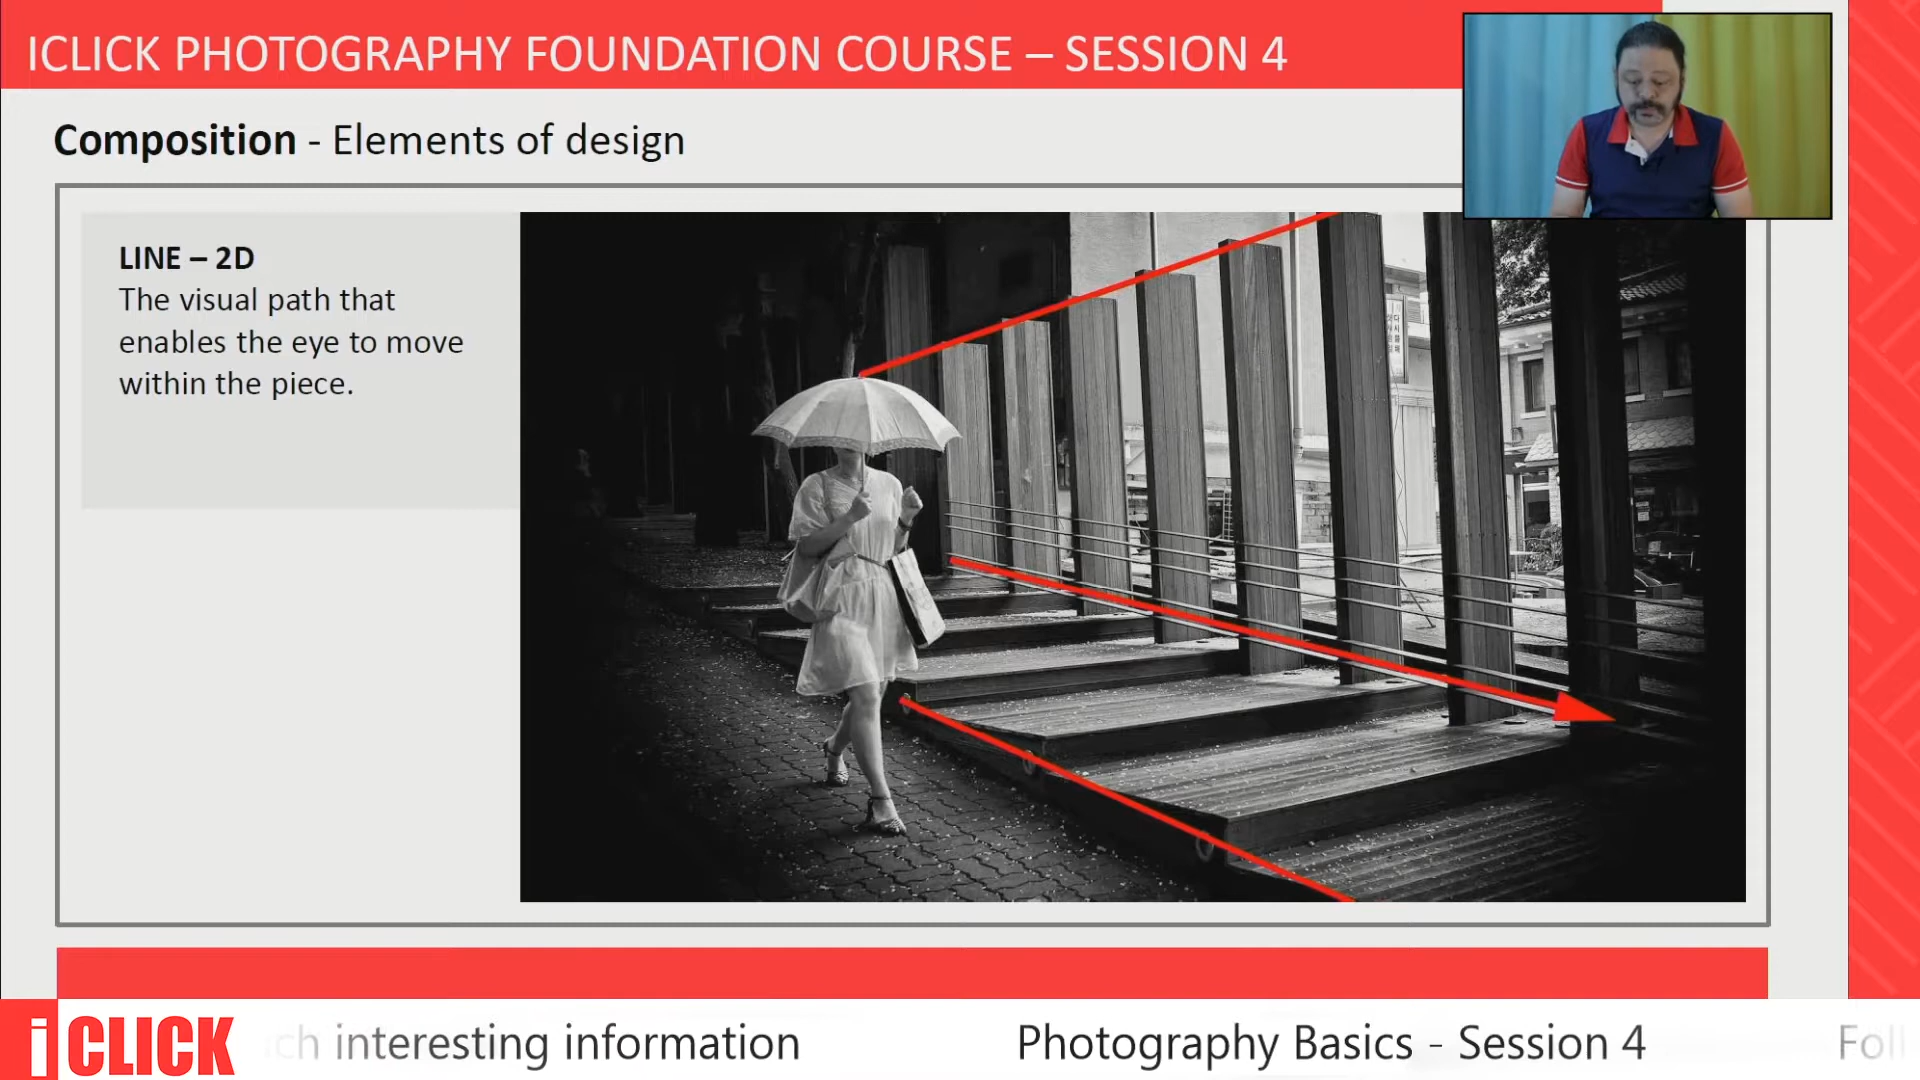 ICLICK PHOTOGRAPHY FOUNDATION COURSE – SESSION 4
Composition - Elements of design
LINE – 2D
The visual path that
enables the eye to move
within the piece.
iCLICK
interesting information
Photography Basics - Session 4